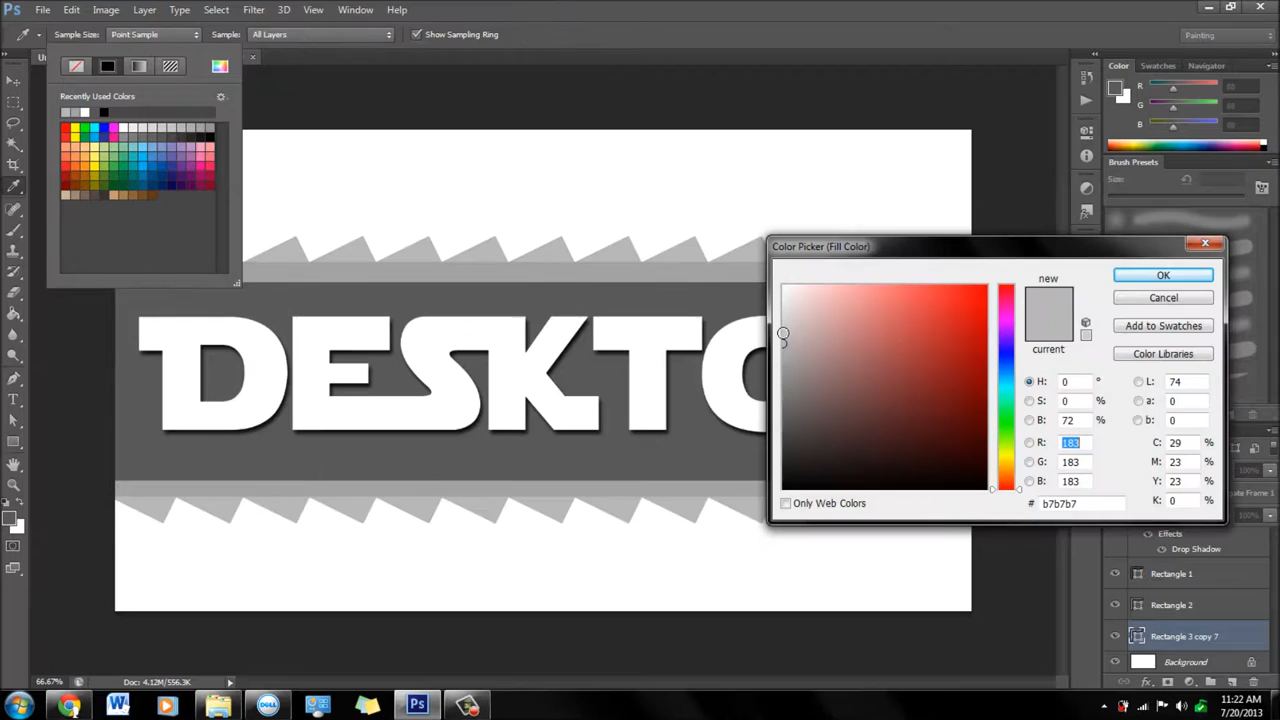 Ps File Edit Image Layer Type Select Filter 3D View Window Help
Sample Size: Point Sample Sample: All Layers Show Sampling Ring Painting
Color Swatches Navigator
R
G
B
Recently Used Colors
Brush Presets
Size:
DESKTO
Color Picker (Fill Color)
new
current
OK
Cancel
Add to Swatches
Color Libraries
H: 0 ° L: 74
S: 0 % a: 0
B: 72 % b: 0
R: 183 C: 29 %
G: 183 M: 23 %
B: 183 Y: 23 %
Only Web Colors # b7b7b7 K: 0 %
Effects
Drop Shadow
Rectangle 1
Rectangle 2
Rectangle 3 copy 7
Background
66.67% Doc: 4.12M/556.3K
DELL
Ps
11:22 AM
7/20/2013